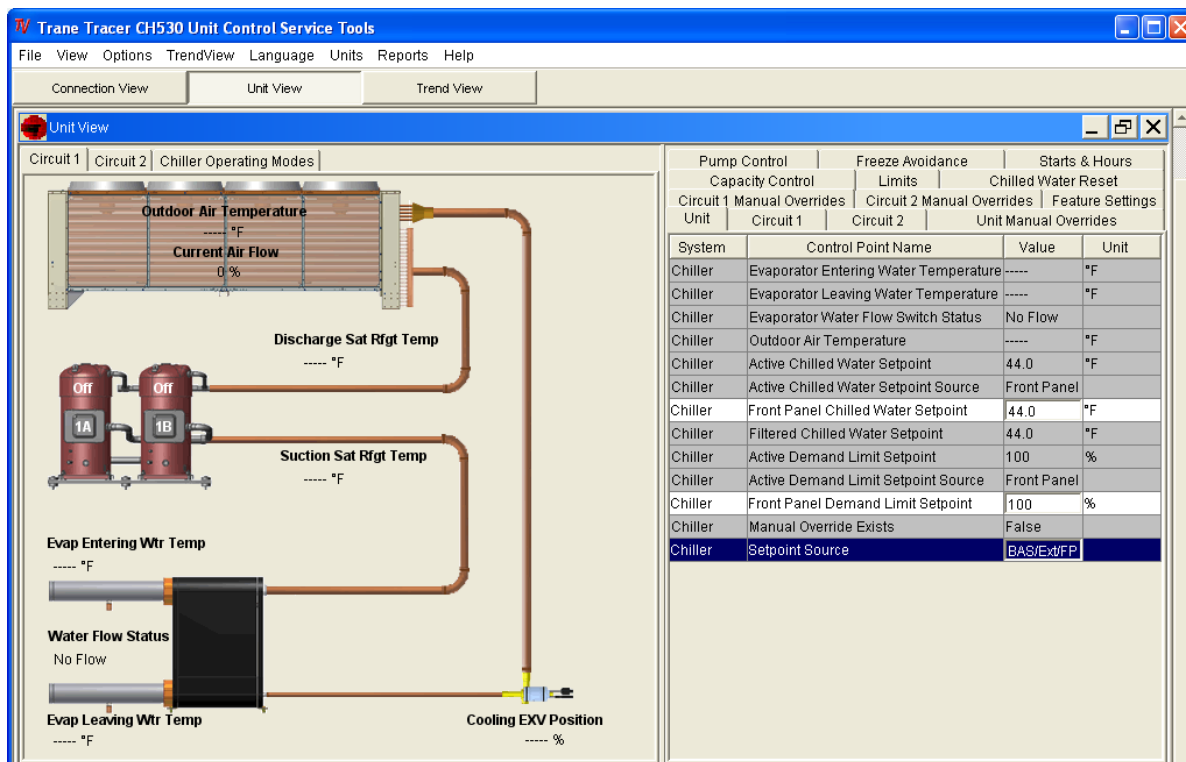 Trane Tracer CH530 Unit Control Service Tools
File View Options TrendView Language Units Reports Help
Connection View Unit View Trend View
Unit View
Circuit 1 Circuit 2 Chiller Operating Modes
Outdoor Air Temperature
----- °F
Current Air Flow
0 %
Discharge Sat Rfgt Temp
----- °F
Off Off
1A 1B
Suction Sat Rfgt Temp
----- °F
Evap Entering Wtr Temp
----- °F
Water Flow Status
No Flow
Evap Leaving Wtr Temp
----- °F
Cooling EXV Position
----- %
Pump Control Freeze Avoidance Starts & Hours
Capacity Control Limits Chilled Water Reset
Circuit 1 Manual Overrides Circuit 2 Manual Overrides Feature Settings
Unit Circuit 1 Circuit 2 Unit Manual Overrides
System Control Point Name Value Unit
Chiller Evaporator Entering Water Temperature ----- °F
Chiller Evaporator Leaving Water Temperature ----- °F
Chiller Evaporator Water Flow Switch Status No Flow
Chiller Outdoor Air Temperature ----- °F
Chiller Active Chilled Water Setpoint 44.0 °F
Chiller Active Chilled Water Setpoint Source Front Panel
Chiller Front Panel Chilled Water Setpoint 44.0 °F
Chiller Filtered Chilled Water Setpoint 44.0 °F
Chiller Active Demand Limit Setpoint 100 %
Chiller Active Demand Limit Setpoint Source Front Panel
Chiller Front Panel Demand Limit Setpoint 100 %
Chiller Manual Override Exists False
Chiller Setpoint Source BAS/Ext/FP